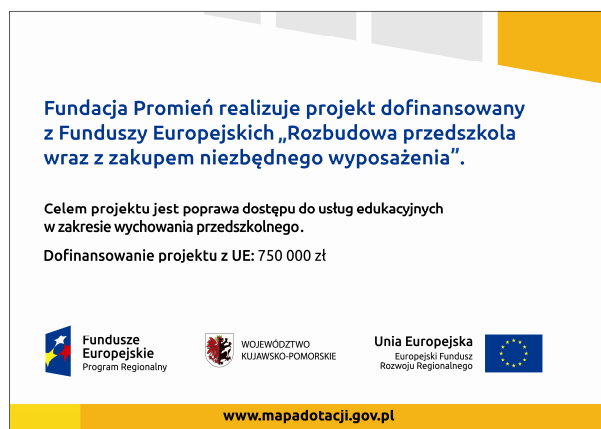 Fundacja Promień realizuje projekt dofinansowany
z Funduszy Europejskich „Rozbudowa przedszkola
wraz z zakupem niezbędnego wyposażenia”.
Celem projektu jest poprawa dostępu do usług edukacyjnych
w zakresie wychowania przedszkolnego.
Dofinansowanie projektu z UE: 750 000 zł
Fundusze
Europejskie
Program Regionalny
WOJEWÓDZTWO
KUJAWSKO-POMORSKIE
Unia Europejska
Europejski Fundusz
Rozwoju Regionalnego
www.mapadotacji.gov.pl